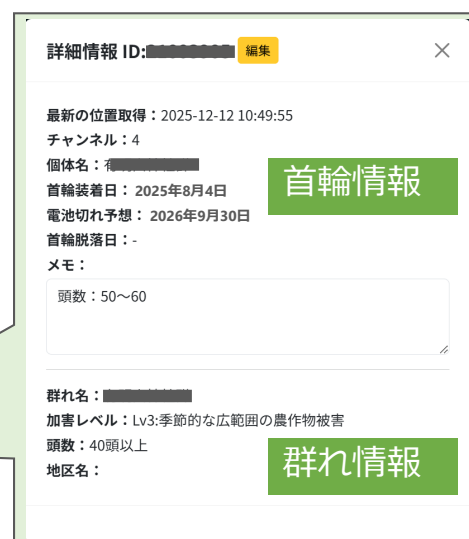 詳細情報 ID:
編集
最新の位置取得：2025-12-12 10:49:55
チャンネル：4
個体名：
首輪情報
首輪装着日： 2025年8月4日
電池切れ予想： 2026年9月30日
首輪脱落日：-
メモ：
頭数：50～60
群れ名：
加害レベル：Lv3:季節的な広範囲の農作物被害
頭数：40頭以上
群れ情報
地区名：